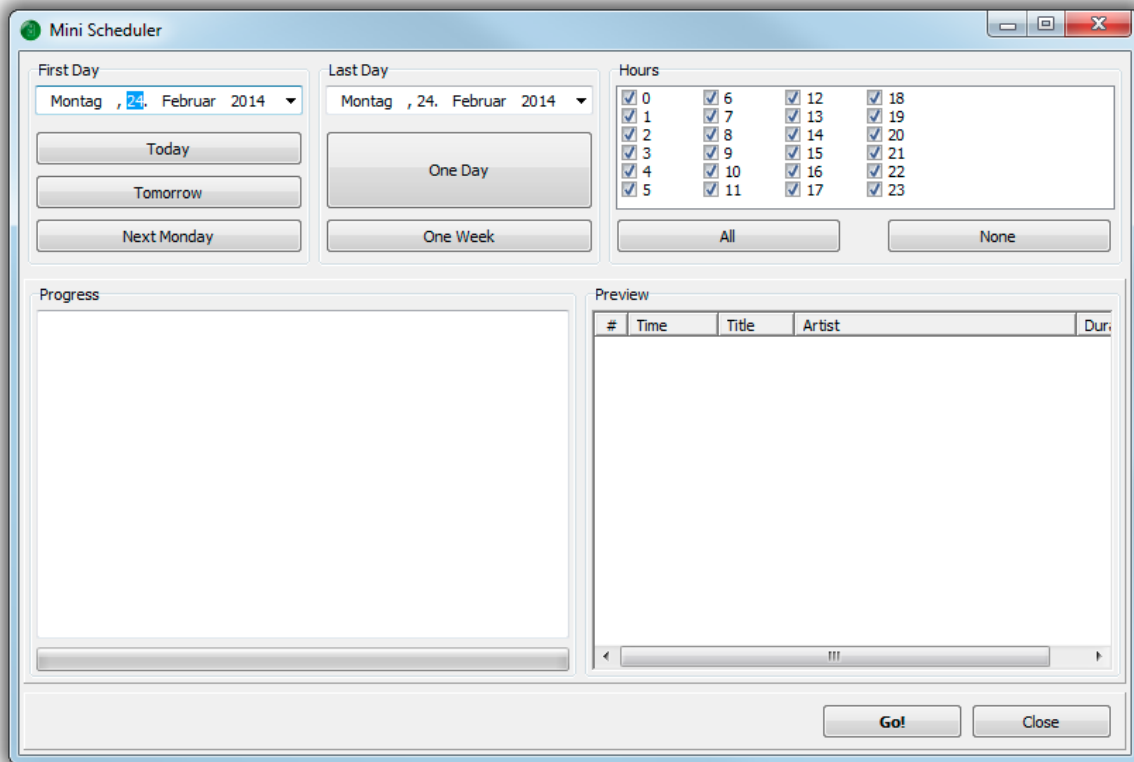 Mini Scheduler
First Day
Montag , 24. Februar 2014
Today
Tomorrow
Next Monday
Last Day
Montag , 24. Februar 2014
One Day
One Week
Hours
0 6 12 18
1 7 13 19
2 8 14 20
3 9 15 21
4 10 16 22
5 11 17 23
All None
Progress
Preview
# Time Title Artist Dura
Go! Close